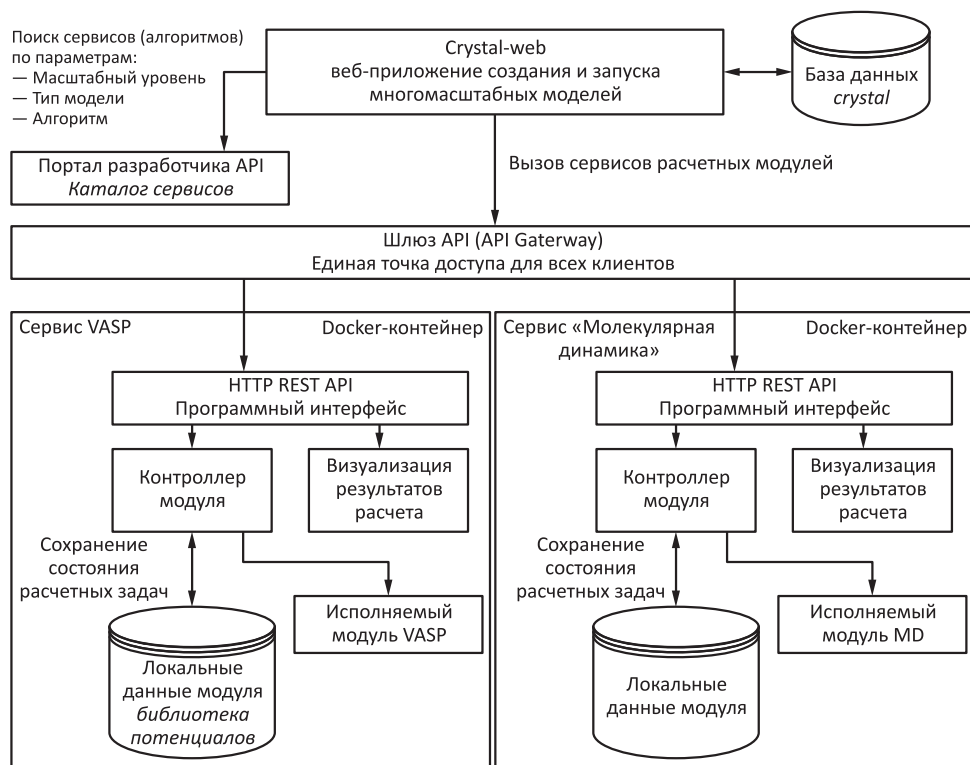 Поиск сервисов (алгоритмов)
по параметрам:
— Масштабный уровень
— Тип модели
— Алгоритм
Crystal-web
веб-приложение создания и запуска
многомасштабных моделей
База данных
crystal
Портал разработчика API
Каталог сервисов
Вызов сервисов расчетных модулей
Шлюз API (API Gaterway)
Единая точка доступа для всех клиентов
Сервис VASP
Docker-контейнер
HTTP REST API
Программный интерфейс
Контроллер
модуля
Визуализация
результатов
расчета
Сохранение
состояния
расчетных задач
Исполняемый
модуль VASP
Локальные
данные модуля
библиотека
потенциалов
Сервис «Молекулярная
динамика»
Docker-контейнер
HTTP REST API
Программный интерфейс
Контроллер
модуля
Визуализация
результатов
расчета
Сохранение
состояния
расчетных задач
Исполняемый
модуль MD
Локальные
данные модуля